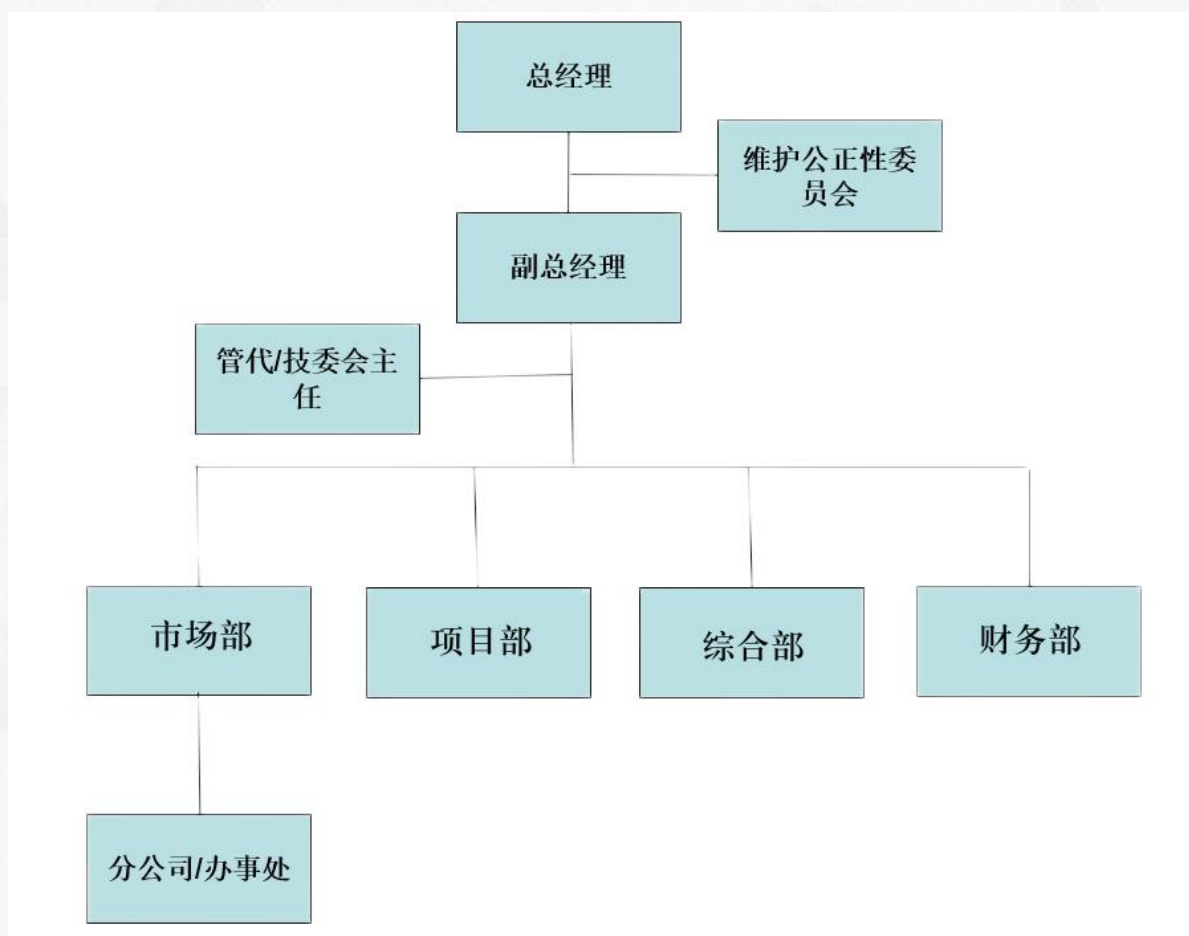 总经理
维护公正性委
员会
副总经理
管代/技委会主
任
市场部
项目部
综合部
财务部
分公司/办事处